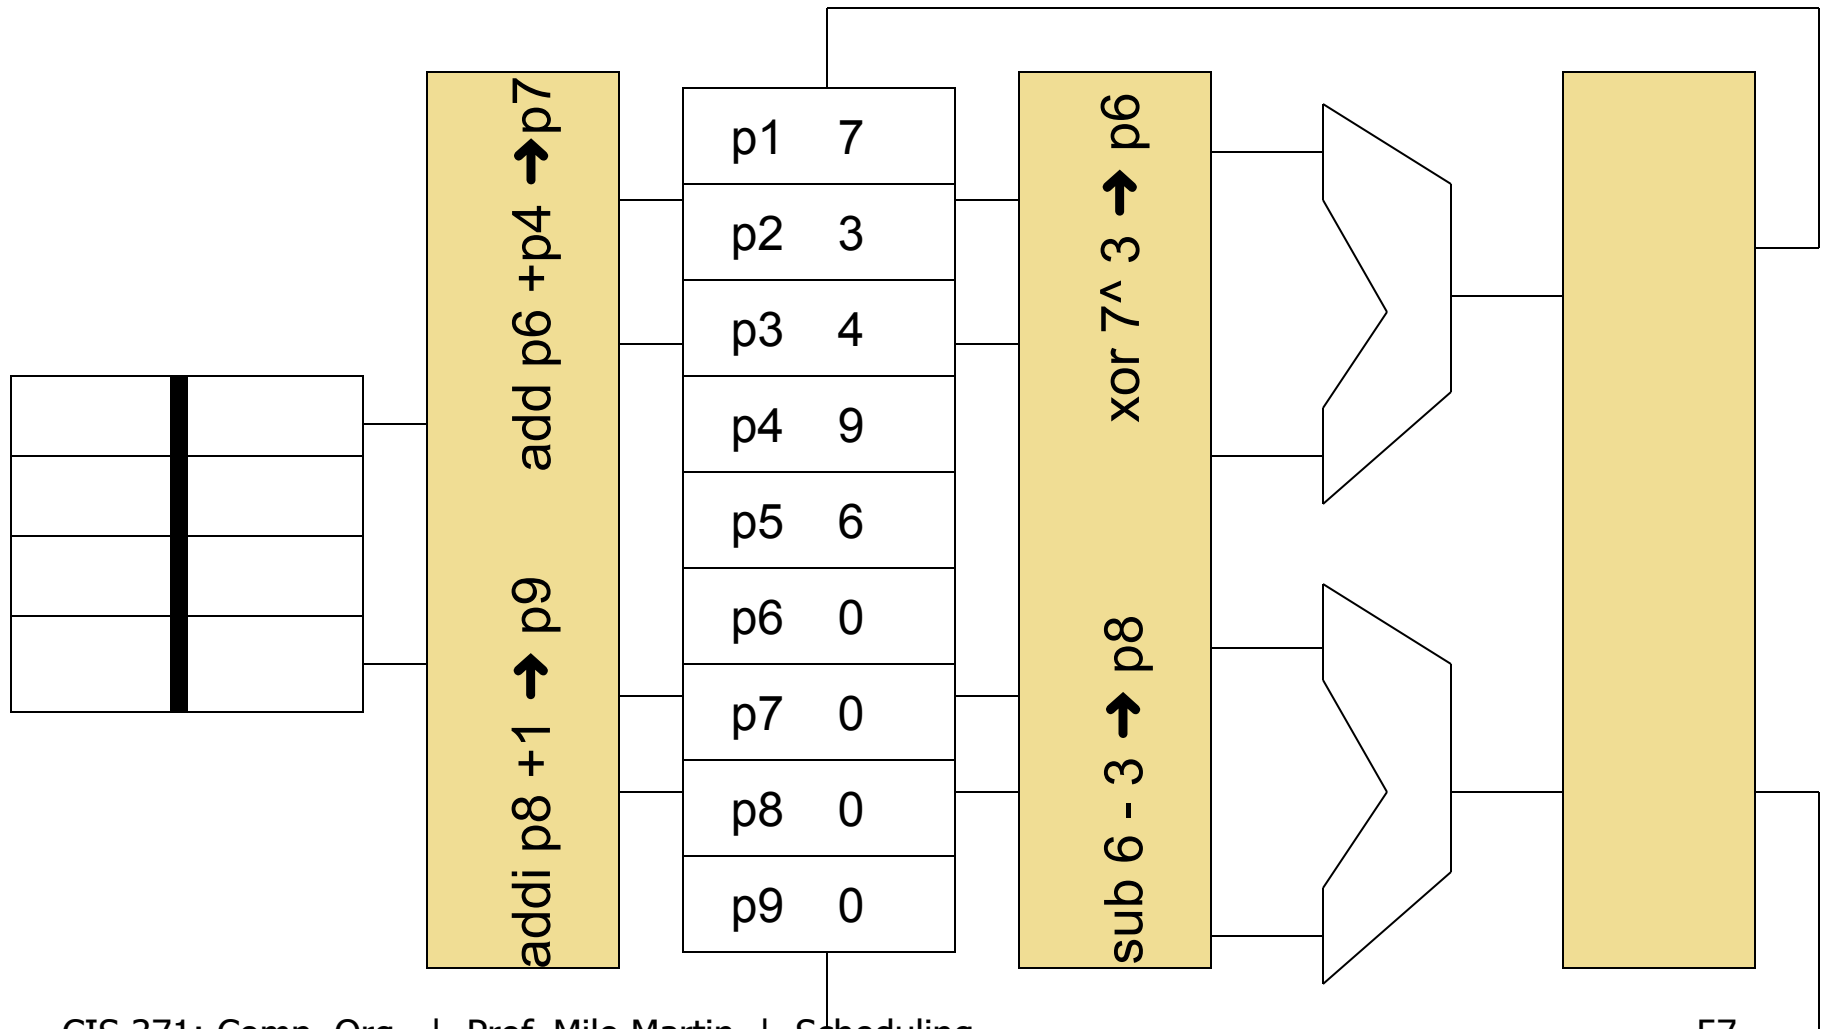 add p6 +p4 → p7
addi p8 +1 → p9
p1 7
p2 3
p3 4
p4 9
p5 6
p6 0
p7 0
p8 0
p9 0
xor 7^ 3 → p6
sub 6 - 3 → p8
CIS 371: Comp. Org. | Prof. Milo Martin | Scheduling
57